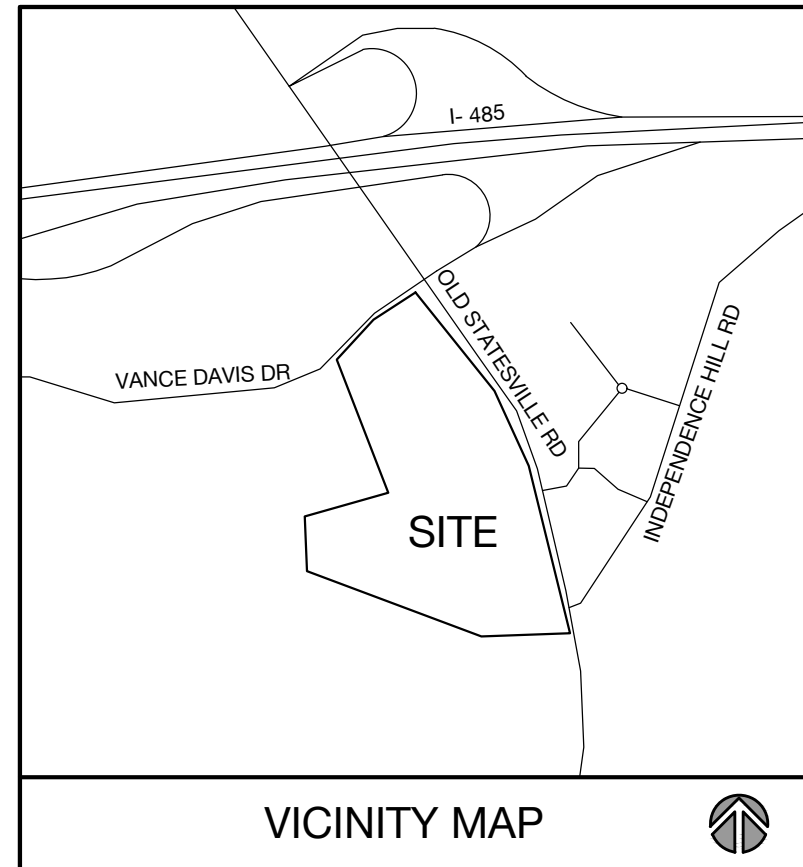 I- 485
OLD STATESVILLE RD
INDEPENDENCE HILL RD
VANCE DAVIS DR
SITE
VICINITY MAP